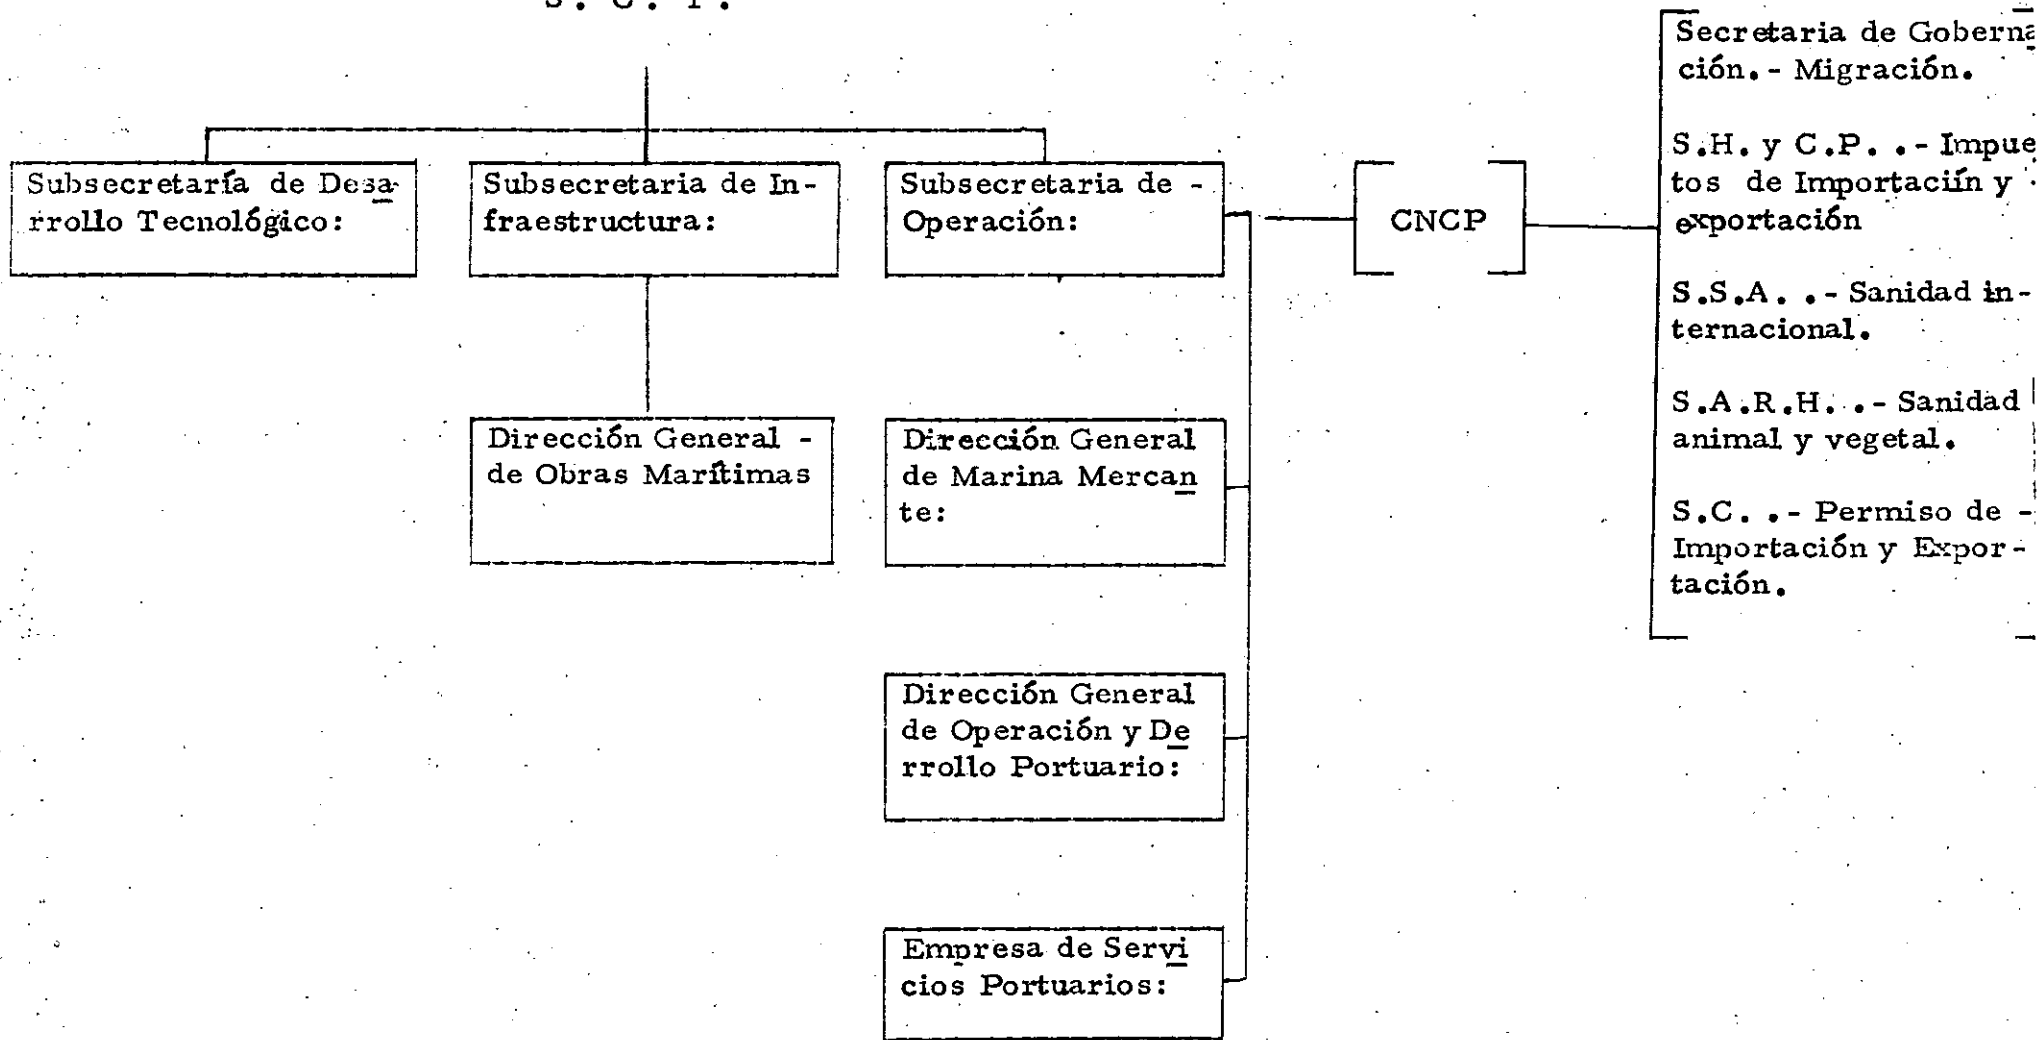 S. C. T.
Subsecretaría de Desa
rrollo Tecnológico:
Subsecretaria de In-
fraestructura:
Subsecretaria de -
Operación:
CNCP
Secretaria de Goberna
ción.- Migración.
S.H. y C.P. .- Impue
tos de Importaciín y
exportación
S.S.A. .- Sanidad in-
ternacional.
S.A.R.H. .- Sanidad
animal y vegetal.
S.C. .- Permiso de -
Importación y Expor-
tación.
Dirección General -
de Obras Marítimas
Dirección General
de Marina Mercan
te:
Dirección General
de Operación y De
rrollo Portuario:
Empresa de Servi
cios Portuarios: